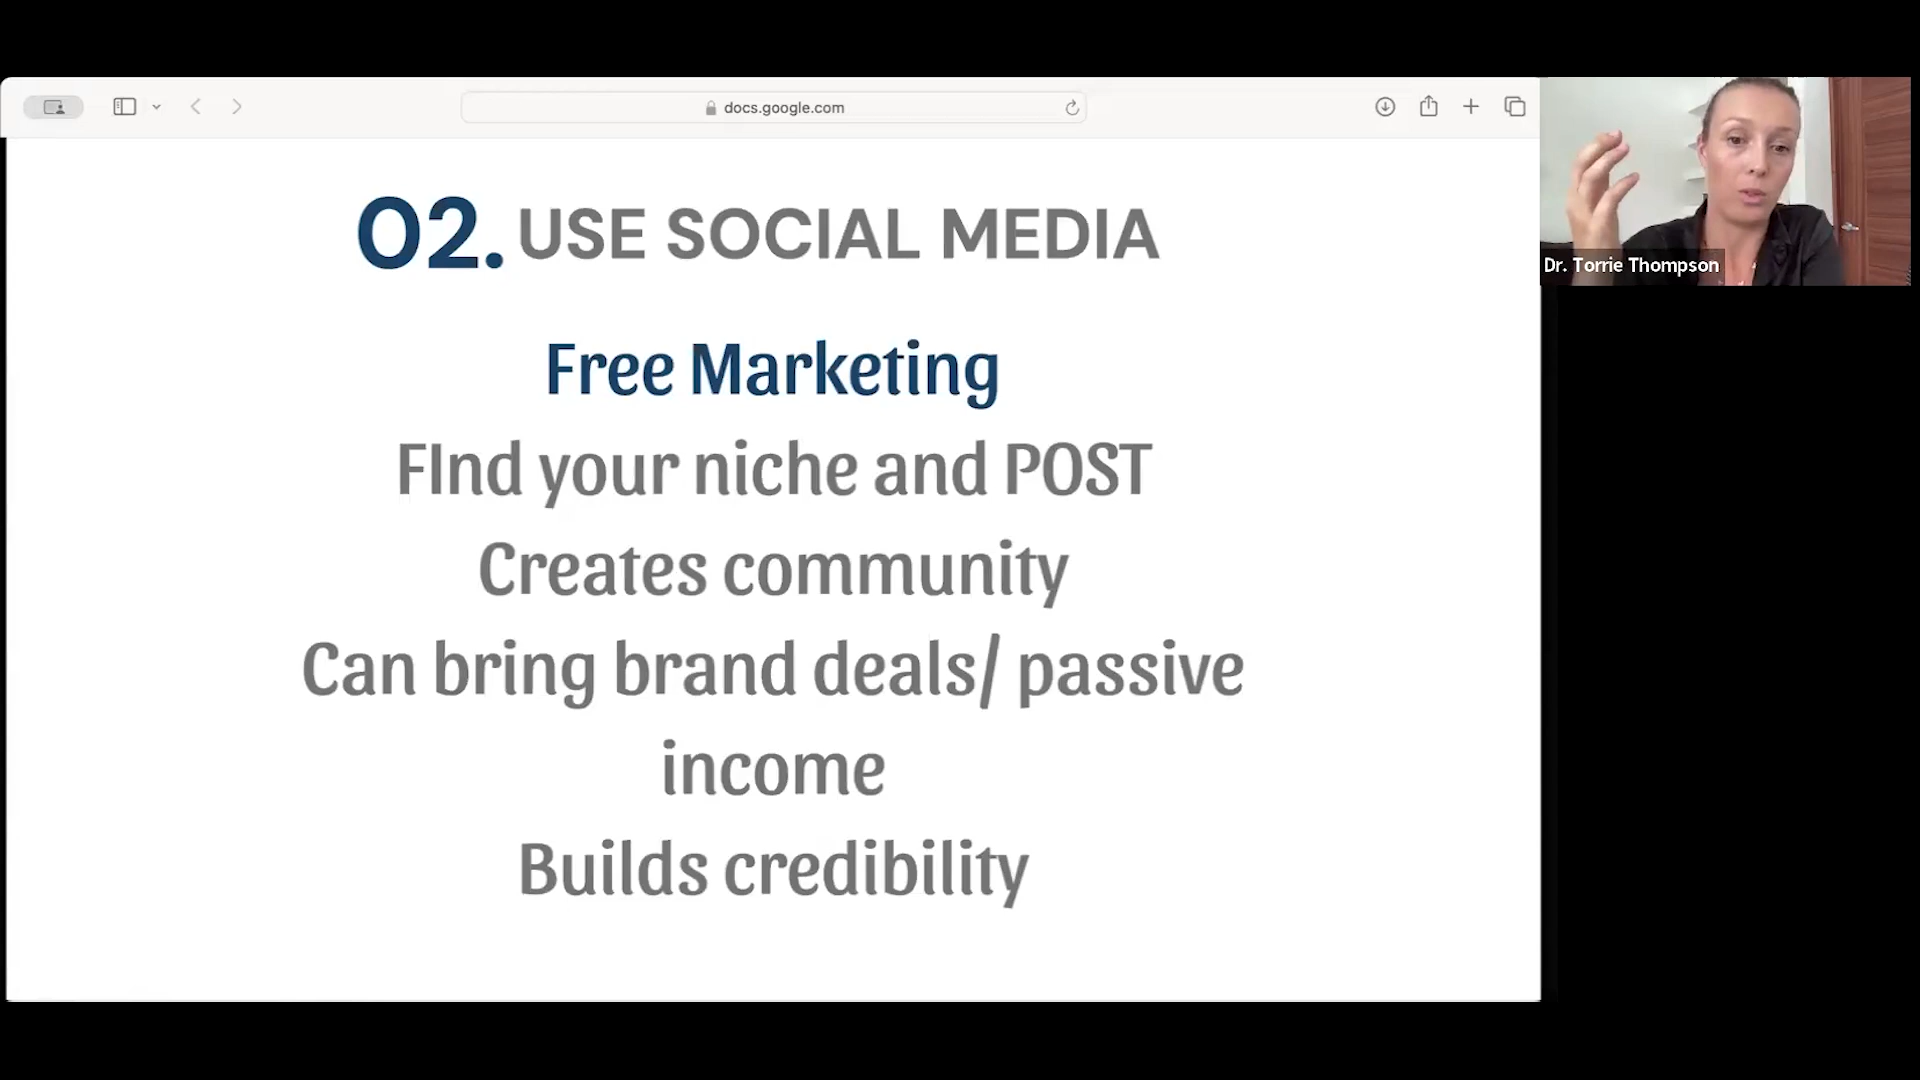 docs.google.com
02. USE SOCIAL MEDIA
Free Marketing
FInd your niche and POST
Creates community
Can bring brand deals/ passive
income
Builds credibility
Dr. Torrie Thompson